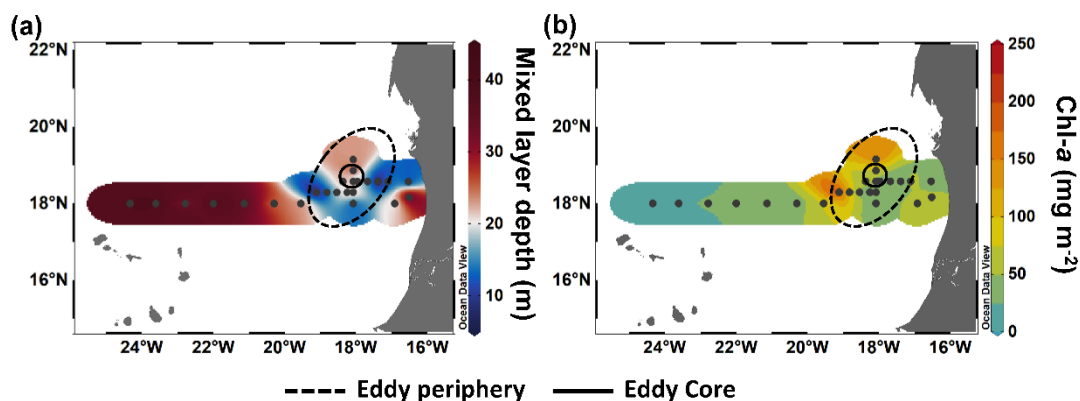 (a)
22°N
20°N
18°N
16°N
24°W 22°W 20°W 18°W 16°W
Ocean Data View
40
30
20
10
Mixed layer depth (m)
(b)
22°N
20°N
18°N
16°N
24°W 22°W 20°W 18°W 16°W
Ocean Data View
250
200
150
100
50
0
Chl-a (mg m⁻²)
Eddy periphery Eddy Core